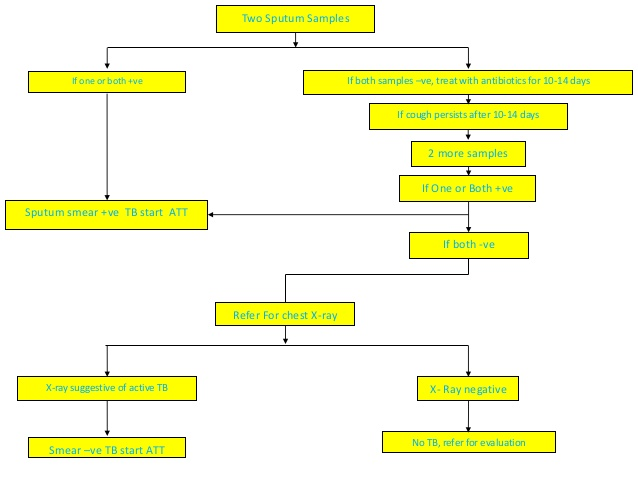 Two Sputum Samples
If one or both +ve
If both samples –ve, treat with antibiotics for 10-14 days
If cough persists after 10-14 days
2 more samples
If One or Both +ve
Sputum smear +ve TB start ATT
If both -ve
Refer For chest X-ray
X-ray suggestive of active TB
X- Ray negative
Smear –ve TB start ATT
No TB, refer for evaluation